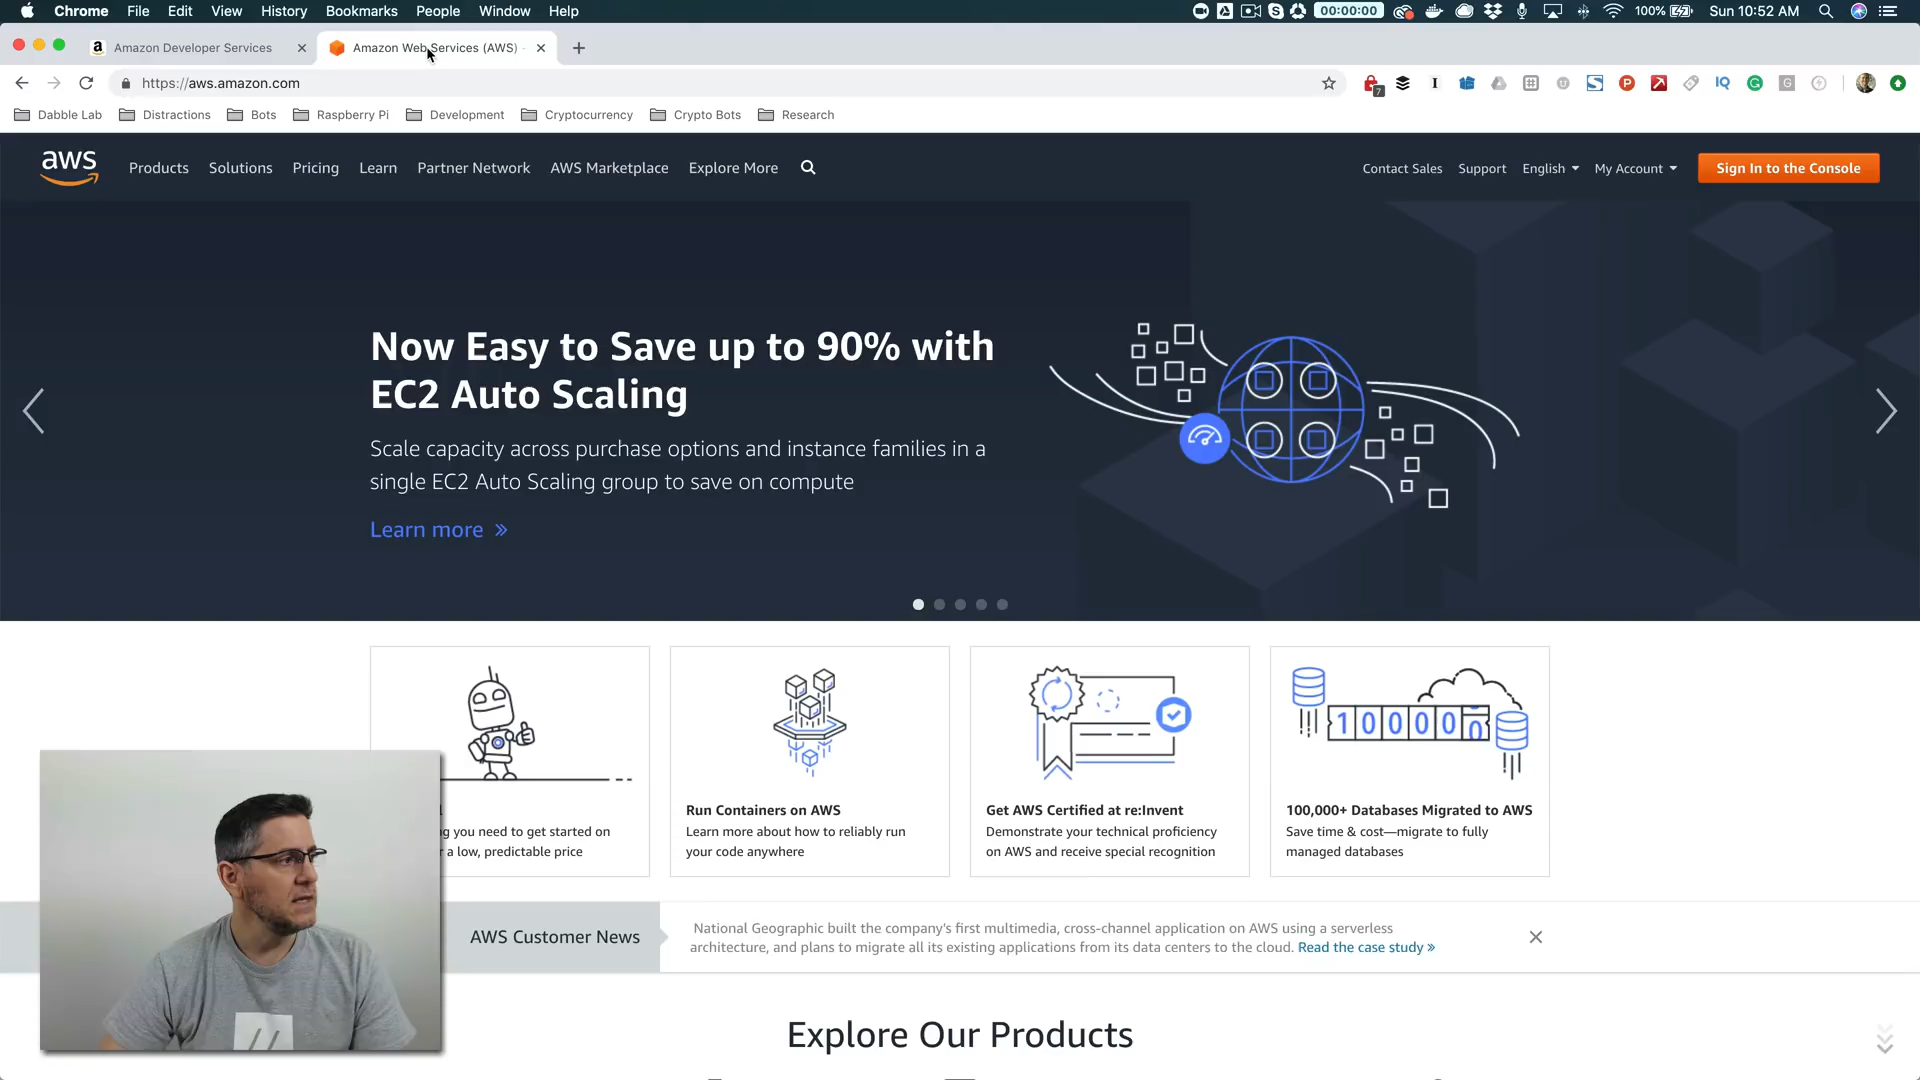 Chrome File Edit View History Bookmarks People Window Help 00:00:00 100% Sun 10:52 AM
Amazon Developer Services Amazon Web Services (AWS)
https://aws.amazon.com
7
Dabble Lab Distractions Bots Raspberry Pi Development Cryptocurrency Crypto Bots Research
aws Products Solutions Pricing Learn Partner Network AWS Marketplace Explore More Contact Sales Support English My Account Sign In to the Console
Now Easy to Save up to 90% with
EC2 Auto Scaling
Scale capacity across purchase options and instance families in a
single EC2 Auto Scaling group to save on compute
Learn more »
g you need to get started on
a low, predictable price
Run Containers on AWS
Learn more about how to reliably run
your code anywhere
Get AWS Certified at re:Invent
Demonstrate your technical proficiency
on AWS and receive special recognition
100000
100,000+ Databases Migrated to AWS
Save time & cost—migrate to fully
managed databases
AWS Customer News
National Geographic built the company's first multimedia, cross-channel application on AWS using a serverless
architecture, and plans to migrate all its existing applications from its data centers to the cloud. Read the case study »
//
Explore Our Products